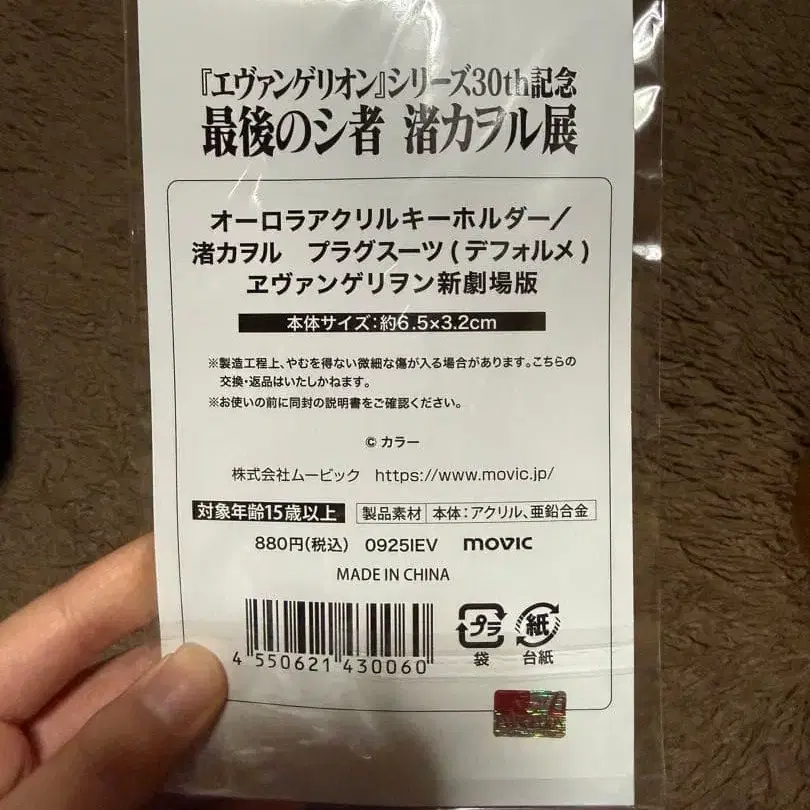 『エヴァンゲリオン』シリーズ30th記念
最後のシ者 渚カヲル展
オーロラアクリルキーホルダー/
渚カヲル プラグスーツ(デフォルメ)
ヱヴァンゲリヲン新劇場版
本体サイズ:約6.5×3.2cm
※製造工程上、やむを得ない微細な傷が入る場合があります。こちらの
交換・返品はいたしかねます。
※お使いの前に同封の説明書をご確認ください。
© カラー
株式会社ムービック https://www.movic.jp/
対象年齢15歳以上 製品素材 本体:アクリル、亜鉛合金
880円(税込) 0925IEV movic
MADE IN CHINA
プラ 紙
袋 台紙
4 550621 430060